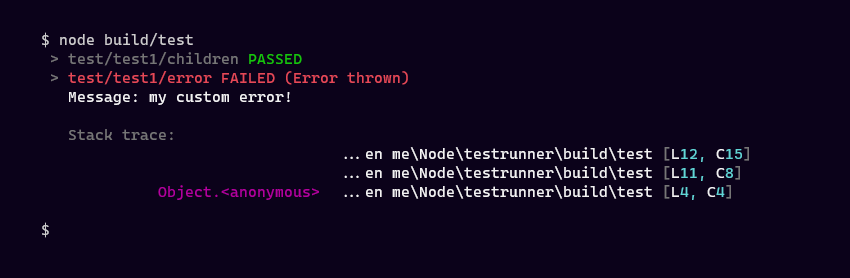 $ node build/test
> test/test1/children PASSED
> test/test1/error FAILED (Error thrown)
Message: my custom error!
Stack trace:
…en me\Node\testrunner\build\test [L12, C15]
…en me\Node\testrunner\build\test [L11, C8]
Object.<anonymous> …en me\Node\testrunner\build\test [L4, C4]
$